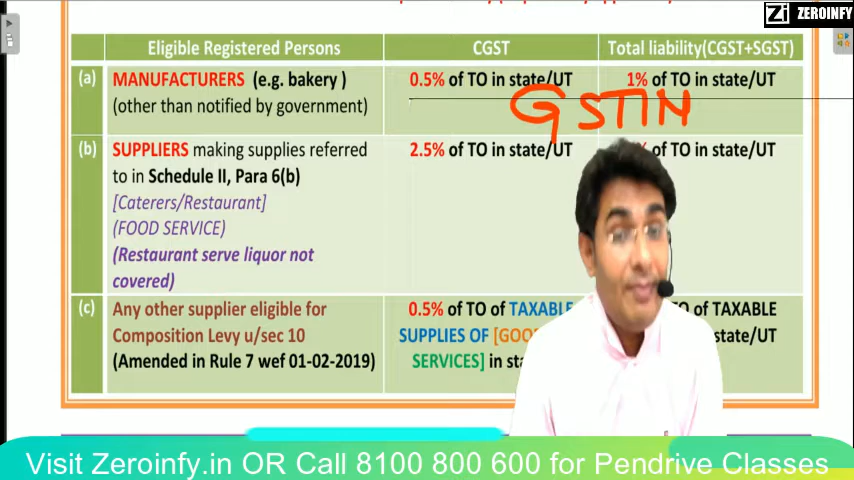 Zi ZEROINFY
Eligible Registered Persons CGST Total liability(CGST+SGST)
(a) MANUFACTURERS (e.g. bakery ) 0.5% of TO in state/UT 1% of TO in state/UT
(other than notified by government)
GSTIN
(b) SUPPLIERS making supplies referred 2.5% of TO in state/UT % of TO in state/UT
to in Schedule II, Para 6(b)
[Caterers/Restaurant]
(FOOD SERVICE)
(Restaurant serve liquor not
covered)
(c) Any other supplier eligible for 0.5% of TO of TAXABLE TO of TAXABLE
Composition Levy u/sec 10 SUPPLIES OF state/UT
(Amended in Rule 7 wef 01-02-2019) SERVICES] in
Visit Zeroinfy.in OR Call 8100 800 600 for Pendrive Classes